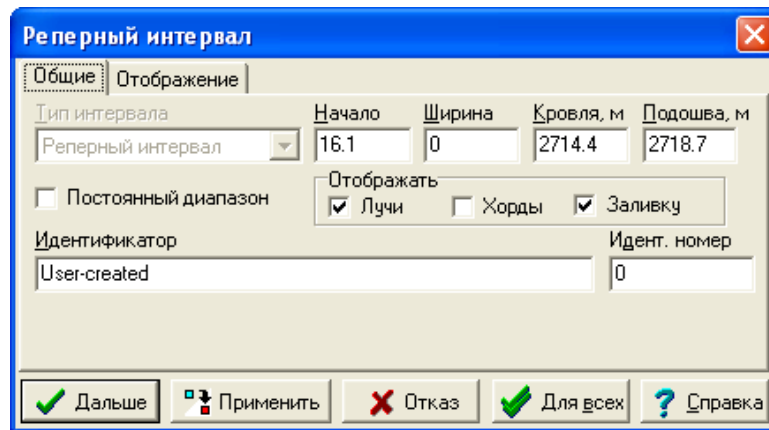 Реперный интервал
Общие Отображение
Тип интервала Начало Ширина Кровля, м Подошва, м
Реперный интервал 16.1 0 2714.4 2718.7
Отображать
Постоянный диапазон Лучи Хорды Заливку
Идентификатор Идент. номер
User-created 0
Дальше Применить Отказ Для всех Справка